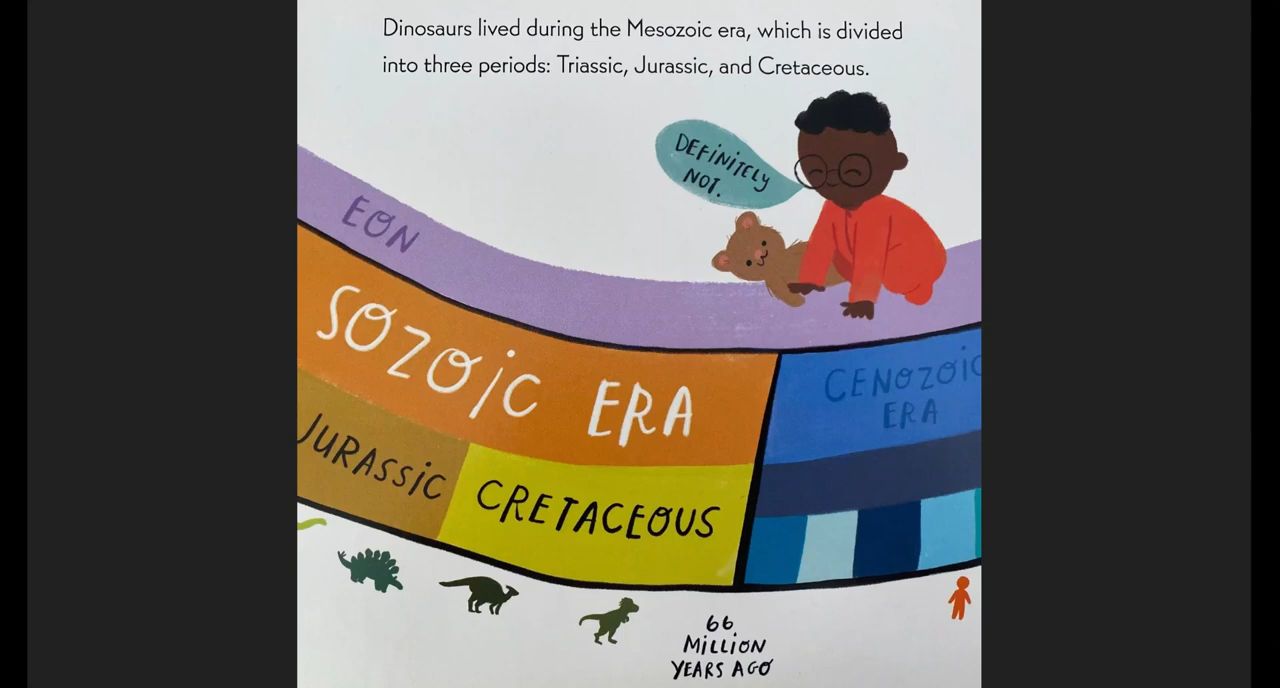 Dinosaurs lived during the Mesozoic era, which is divided
into three periods: Triassic, Jurassic, and Cretaceous.
DEFINITELY
NOT.
EON
SOZOIC ERA
CENOZOIC
ERA
JURASSIC
CRETACEOUS
66
MILLION
YEARS AGO